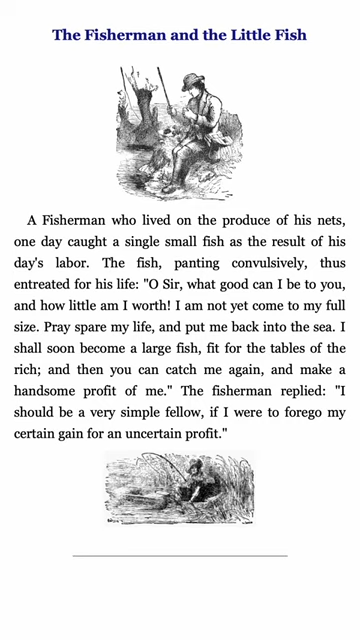 The Fisherman and the Little Fish
A Fisherman who lived on the produce of his nets,
one day caught a single small fish as the result of his
day's labor. The fish, panting convulsively, thus
entreated for his life: "O Sir, what good can I be to you,
and how little am I worth! I am not yet come to my full
size. Pray spare my life, and put me back into the sea. I
shall soon become a large fish, fit for the tables of the
rich; and then you can catch me again, and make a
handsome profit of me." The fisherman replied: "I
should be a very simple fellow, if I were to forego my
certain gain for an uncertain profit."